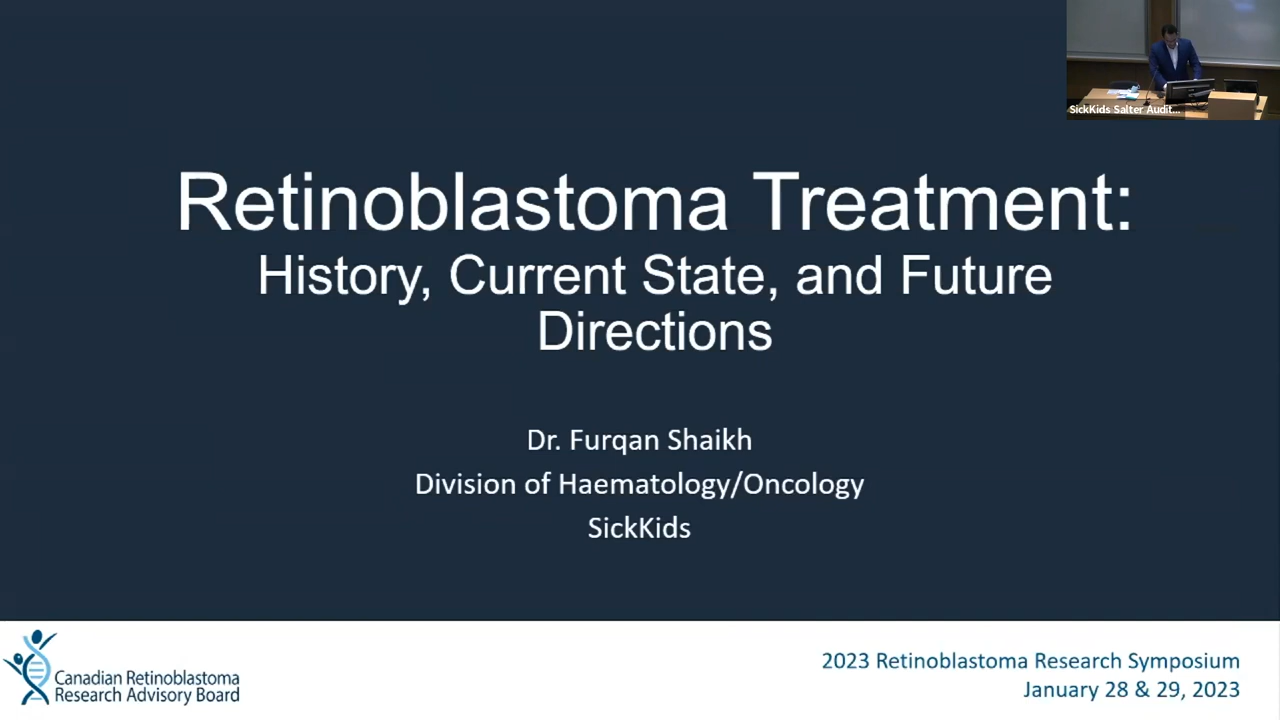 SickKids Salter Audit...
Retinoblastoma Treatment:
History, Current State, and Future
Directions
Dr. Furqan Shaikh
Division of Haematology/Oncology
SickKids
Canadian Retinoblastoma
Research Advisory Board
2023 Retinoblastoma Research Symposium
January 28 & 29, 2023